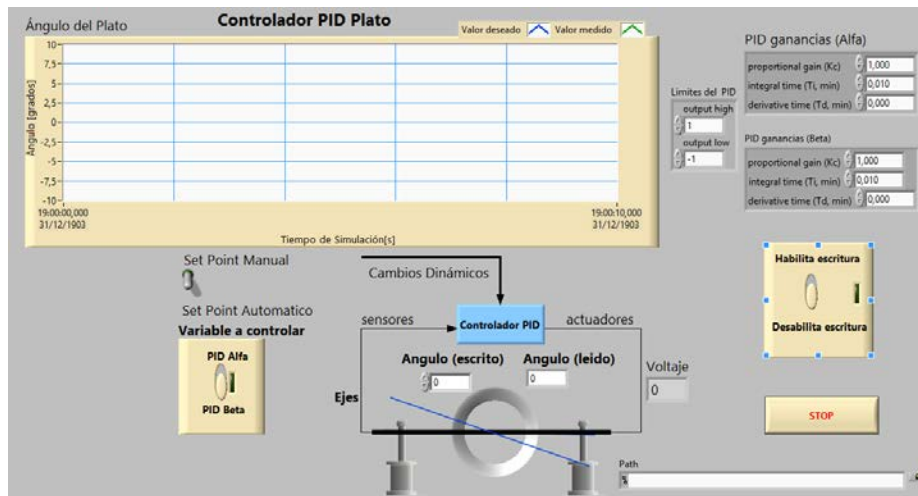 Controlador PID Plato
Ángulo del Plato
Valor deseado
Valor medido
Ángulo [grados]
10
7,5
5
2,5
0
-2,5
-5
-7,5
-10
19:00:00,000
31/12/1903
19:00:10,000
31/12/1903
Tiempo de Simulación[s]
Limites del PID
output high
1
output low
-1
PID ganancias (Alfa)
proportional gain (Kc) 1,000
integral time (Ti, min) 0,010
derivative time (Td, min) 0,000
PID ganancias (Beta)
proportional gain (Kc) 1,000
integral time (Ti, min) 0,010
derivative time (Td, min) 0,000
Set Point Manual
Set Point Automatico
Variable a controlar
PID Alfa
PID Beta
Cambios Dinámicos
sensores
Controlador PID
actuadores
Angulo (escrito)
0
Angulo (leido)
0
Voltaje
0
Ejes
Habilita escritura
Desabilita escritura
STOP
Path